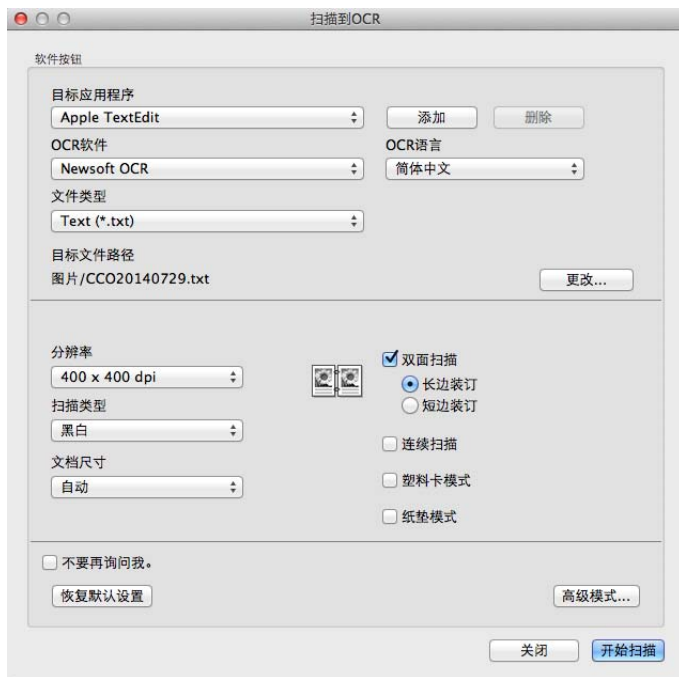 扫描到OCR
软件按钮
目标应用程序
Apple TextEdit
添加
删除
OCR软件
OCR语言
Newsoft OCR
简体中文
文件类型
Text (*.txt)
目标文件路径
图片/CCO20140729.txt
更改...
分辨率
400 x 400 dpi
扫描类型
黑白
文档尺寸
自动
双面扫描
长边装订
短边装订
连续扫描
塑料卡模式
纸垫模式
不要再询问我。
恢复默认设置
高级模式...
关闭
开始扫描